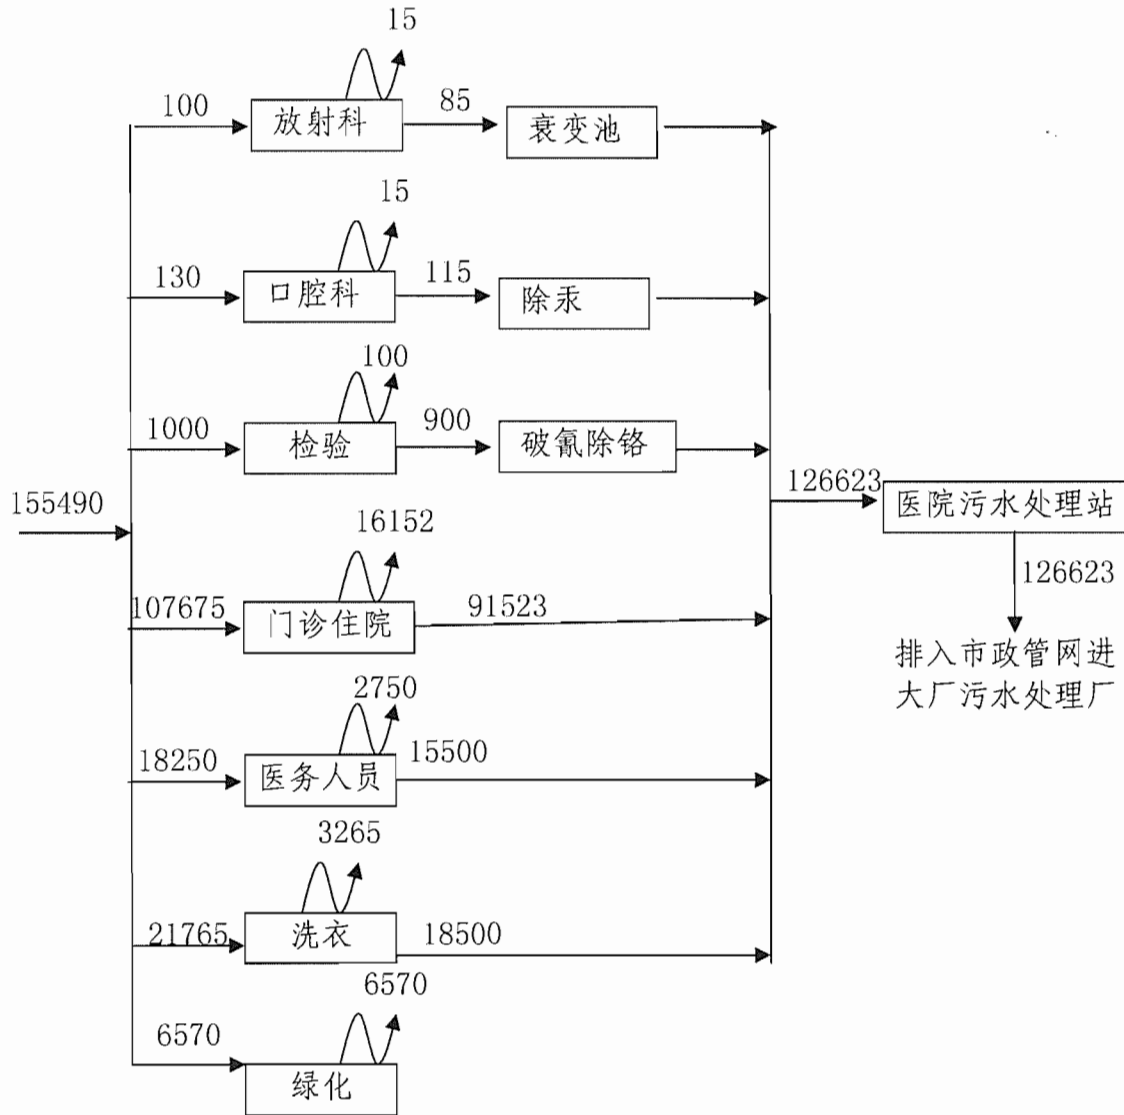 15
100
放射科
85
衰变池
15
130
口腔科
115
除汞
100
1000
检验
900
破氰除铬
155490
126623
医院污水处理站
16152
107675
门诊住院
91523
126623
排入市政管网进
大厂污水处理厂
2750
18250
医务人员
15500
3265
21765
洗衣
18500
6570
6570
绿化